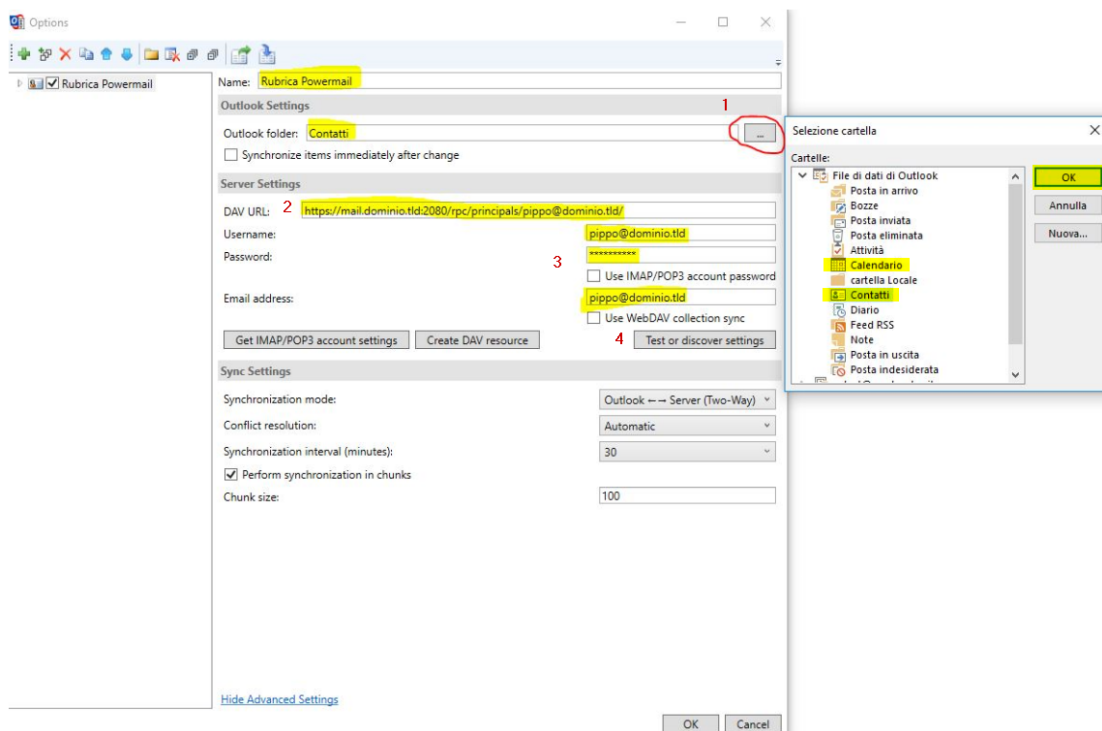 Options
Rubrica Powermail
Name: Rubrica Powermail
Outlook Settings
1
Outlook folder: Contatti ...
Synchronize items immediately after change
Server Settings
DAV URL: 2 https://mail.dominio.tld:2080/rpc/principals/pippo@dominio.tld/
Username: pippo@dominio.tld
Password: **********
3
Use IMAP/POP3 account password
Email address: pippo@dominio.tld
Use WebDAV collection sync
Get IMAP/POP3 account settings Create DAV resource 4 Test or discover settings
Sync Settings
Synchronization mode: Outlook ←→ Server (Two-Way)
Conflict resolution: Automatic
Synchronization interval (minutes): 30
Perform synchronization in chunks
Chunk size: 100
Hide Advanced Settings
OK Cancel
Selezione cartella
Cartelle:
File di dati di Outlook
Posta in arrivo
Bozze
Posta inviata
Posta eliminata
Attività
Calendario
cartella Locale
Contatti
Diario
Feed RSS
Note
Posta in uscita
Posta indesiderata
OK
Annulla
Nuova...